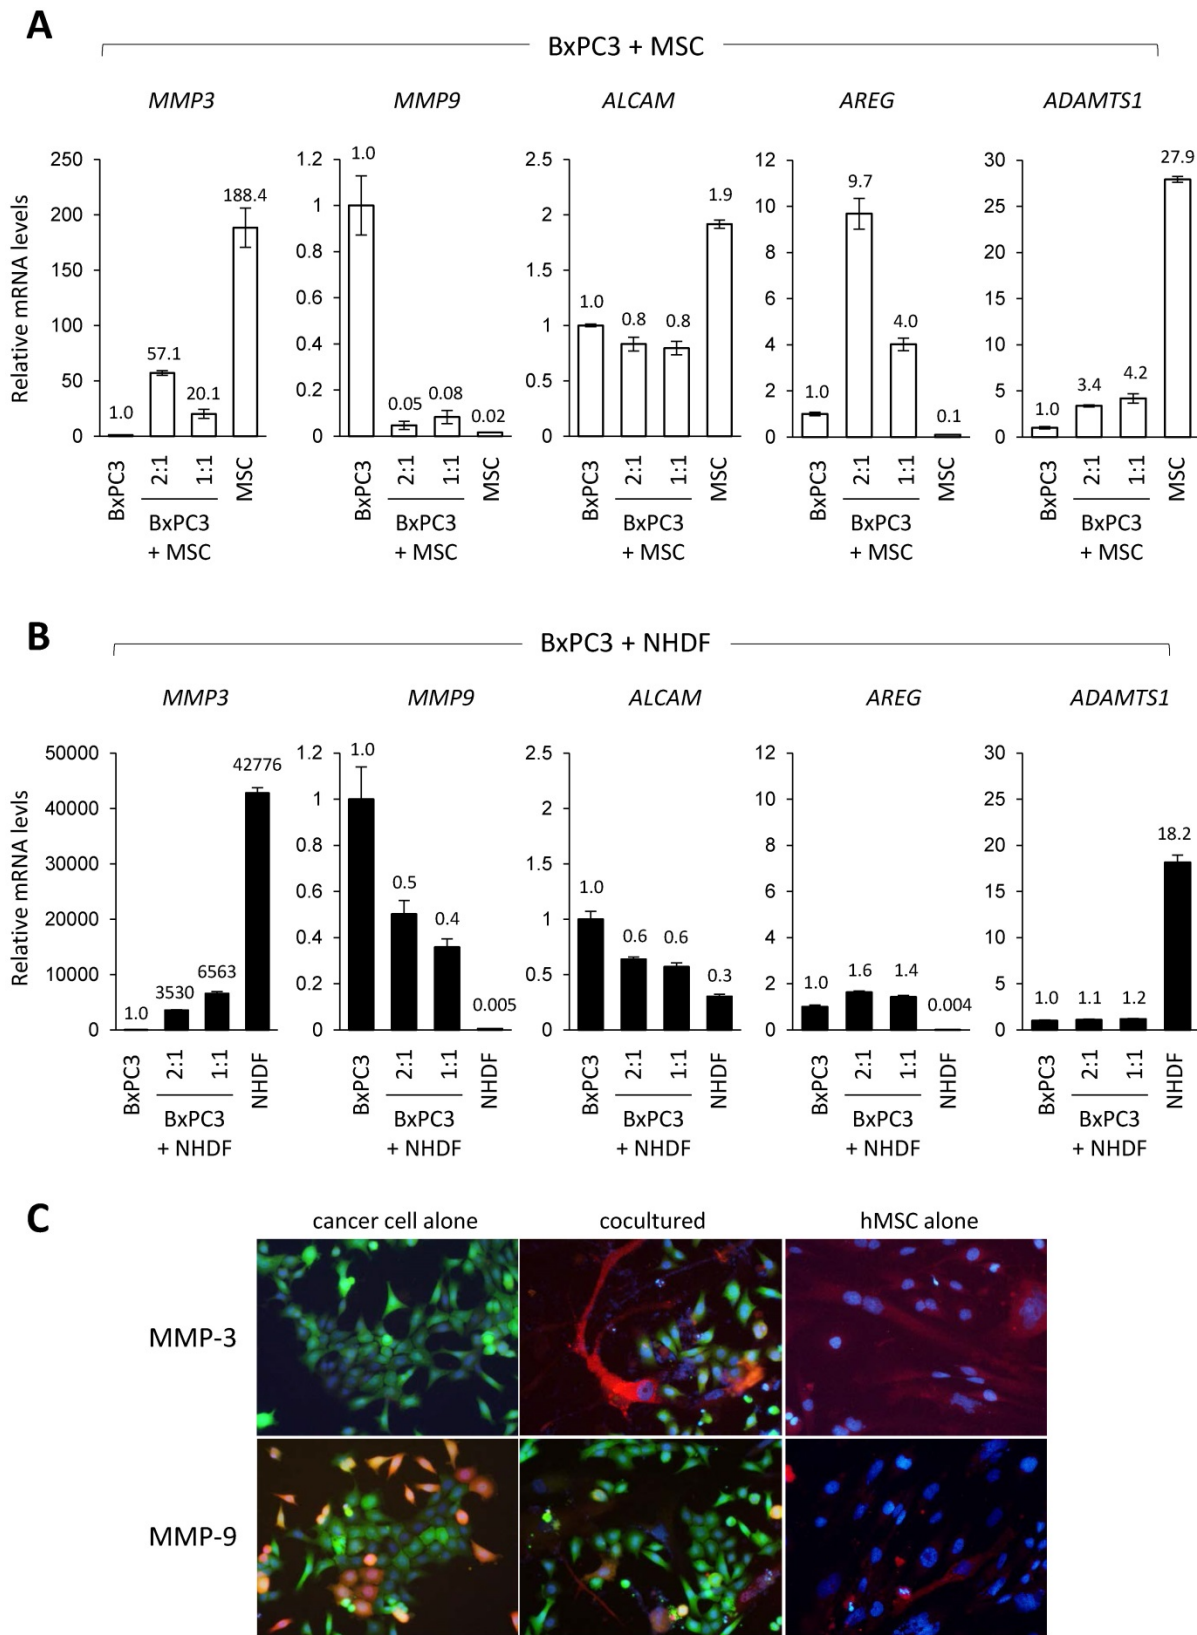 A
BxPC3 + MSC
MMP3
MMP9
ALCAM
AREG
ADAMTS1
Relative mRNA levels
250
200
150
100
50
0
1.0
57.1
20.1
188.4
BxPC3
2:1
1:1
MSC
BxPC3
+ MSC
1.2
1
0.8
0.6
0.4
0.2
0
1.0
0.05
0.08
0.02
BxPC3
2:1
1:1
MSC
BxPC3
+ MSC
2.5
2
1.5
1
0.5
0
1.0
0.8
0.8
1.9
BxPC3
2:1
1:1
MSC
BxPC3
+ MSC
12
10
8
6
4
2
0
1.0
9.7
4.0
0.1
BxPC3
2:1
1:1
MSC
BxPC3
+ MSC
30
25
20
15
10
5
0
1.0
3.4
4.2
27.9
BxPC3
2:1
1:1
MSC
BxPC3
+ MSC
B
BxPC3 + NHDF
MMP3
MMP9
ALCAM
AREG
ADAMTS1
Relative mRNA levls
50000
40000
30000
20000
10000
0
1.0
3530
6563
42776
BxPC3
2:1
1:1
NHDF
BxPC3
+ NHDF
1.2
1
0.8
0.6
0.4
0.2
0
1.0
0.5
0.4
0.005
BxPC3
2:1
1:1
NHDF
BxPC3
+ NHDF
2.5
2
1.5
1
0.5
0
1.0
0.6
0.6
0.3
BxPC3
2:1
1:1
NHDF
BxPC3
+ NHDF
12
10
8
6
4
2
0
1.0
1.6
1.4
0.004
BxPC3
2:1
1:1
NHDF
BxPC3
+ NHDF
30
25
20
15
10
5
0
1.0
1.1
1.2
18.2
BxPC3
2:1
1:1
NHDF
BxPC3
+ NHDF
C
cancer cell alone
cocultured
hMSC alone
MMP-3
MMP-9